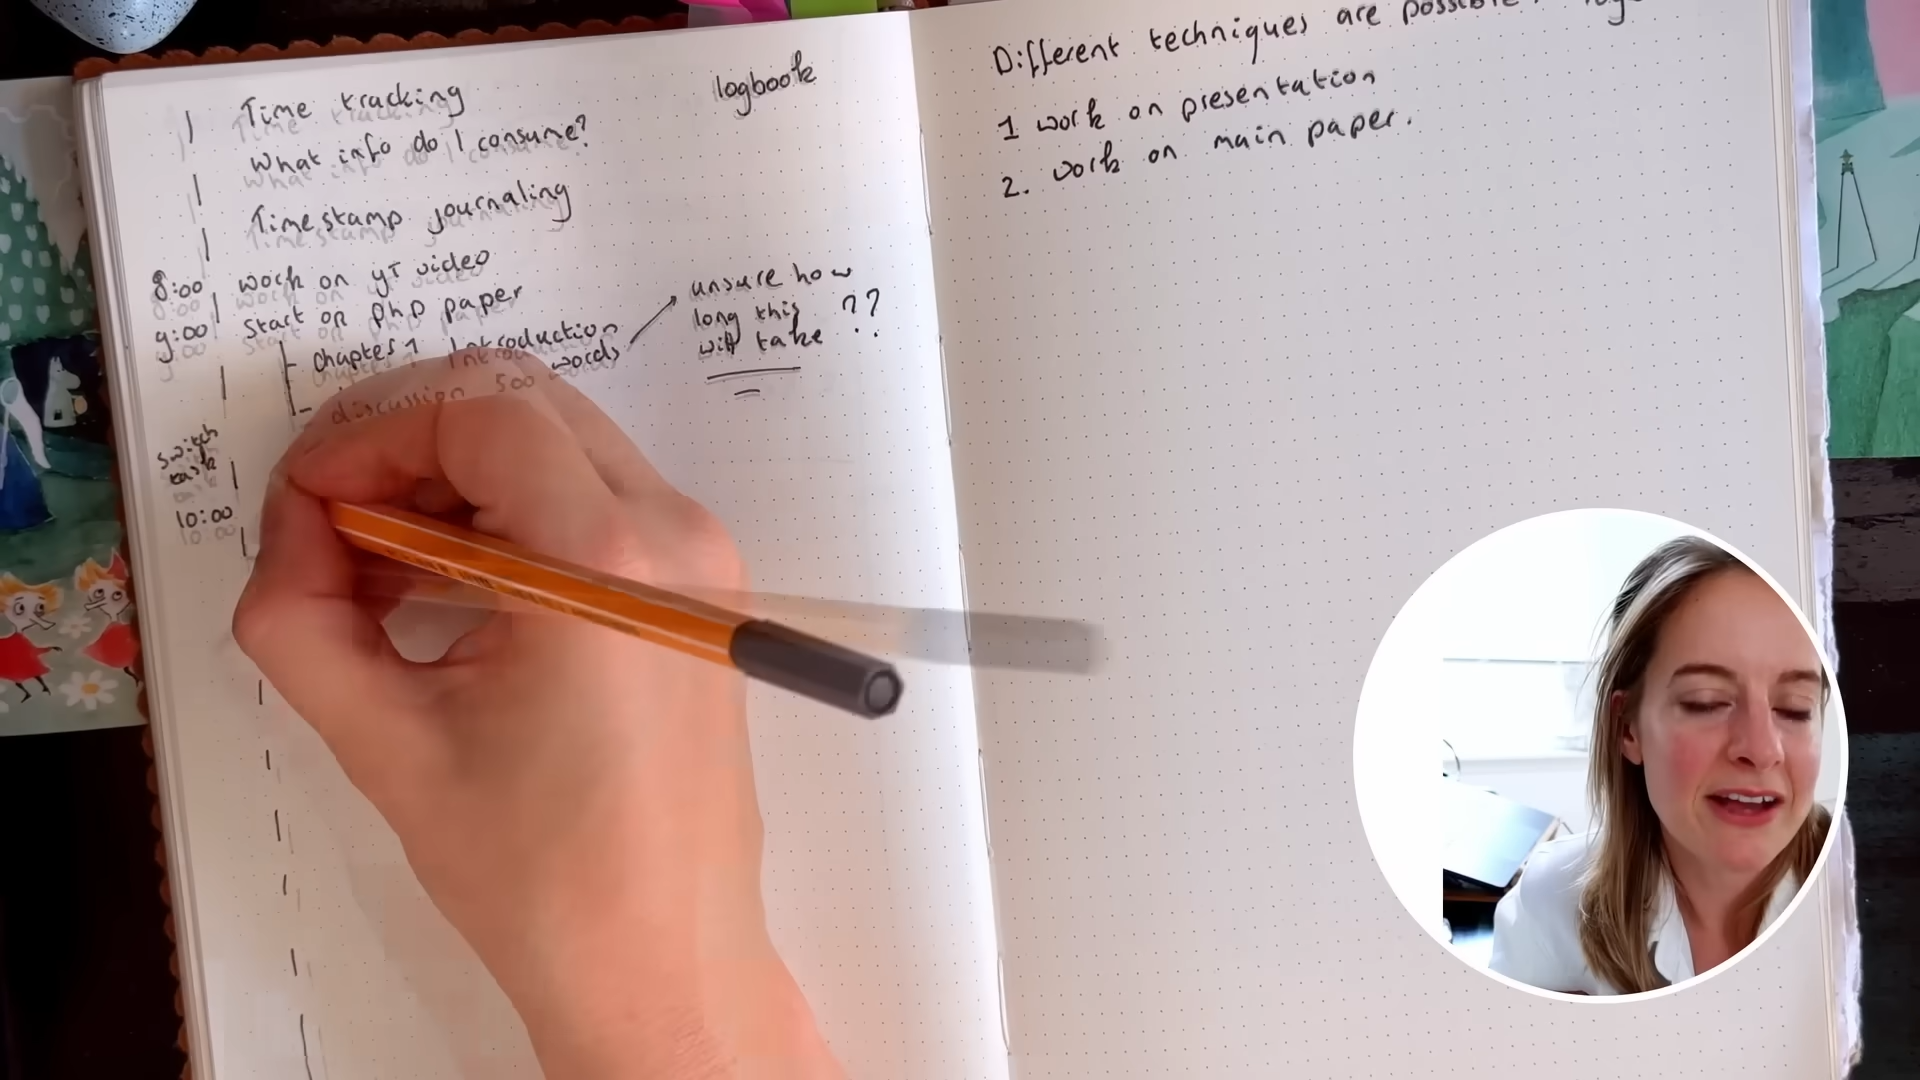 Time tracking
logbook
What info do I consume?
Timestamp journaling
8:00 work on YT video
9:00 start on PhD paper
chapter 1 Introduction
discussion 500 words
unsure how
long this ??
will take
switch
task
10:00
Different techniques are possible
1 work on presentation
2. work on main paper.